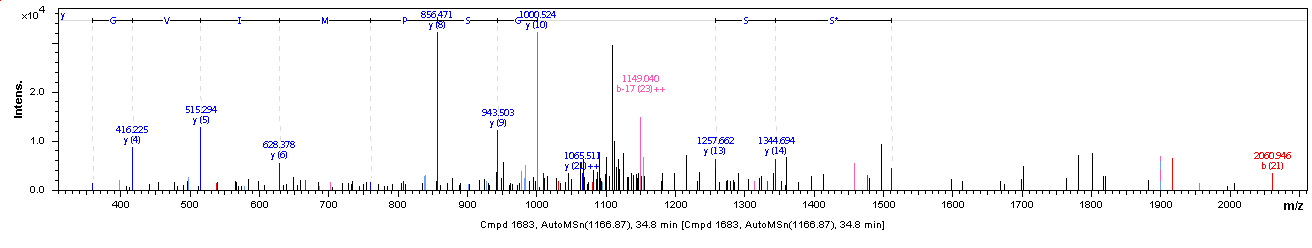 ×10⁴
y
G V I M P S G S S*
856.471
y (8)
1000.524
y (10)
1149.040
b-17 (23)++
515.294
y (5)
943.503
y (9)
416.225
y (4)
628.378
y (6)
1065.511
y (21)++
1257.662
y (13)
1344.694
y (14)
2060.946
b (21)
Intens.
2.0
1.0
0.0
400 500 600 700 800 900 1000 1100 1200 1300 1400 1500 1600 1700 1800 1900 2000 m/z
Cmpd 1683, AutoMSn(1166.87), 34.8 min [Cmpd 1683, AutoMSn(1166.87), 34.8 min]